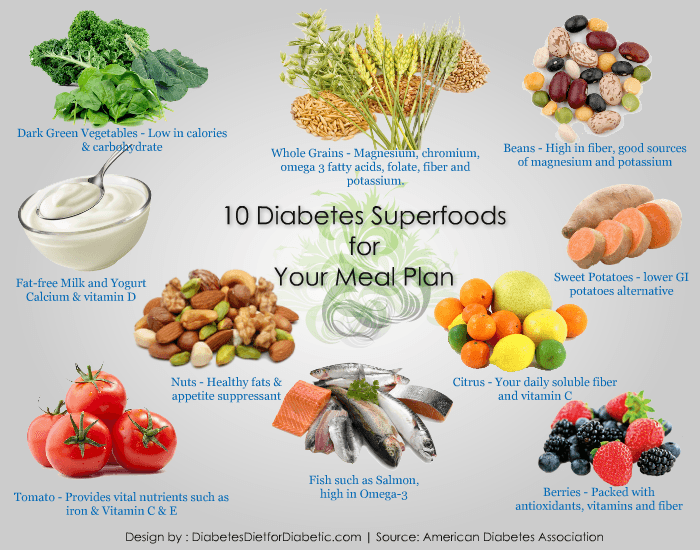 Dark Green Vegetables - Low in calories
& carbohydrate
Whole Grains - Magnesium, chromium,
omega 3 fatty acids, folate, fiber and
potassium.
Beans - High in fiber, good sources
of magnesium and potassium
10 Diabetes Superfoods
for
Your Meal Plan
Fat-free Milk and Yogurt
Calcium & vitamin D
Sweet Potatoes - lower GI
potatoes alternative
Nuts - Healthy fats &
appetite suppressant
Citrus - Your daily soluble fiber
and vitamin C
Tomato - Provides vital nutrients such as
iron & Vitamin C & E
Fish such as Salmon,
high in Omega-3
Berries - Packed with
antioxidants, vitamins and fiber
Design by : DiabetesDietforDiabetic.com | Source: American Diabetes Association